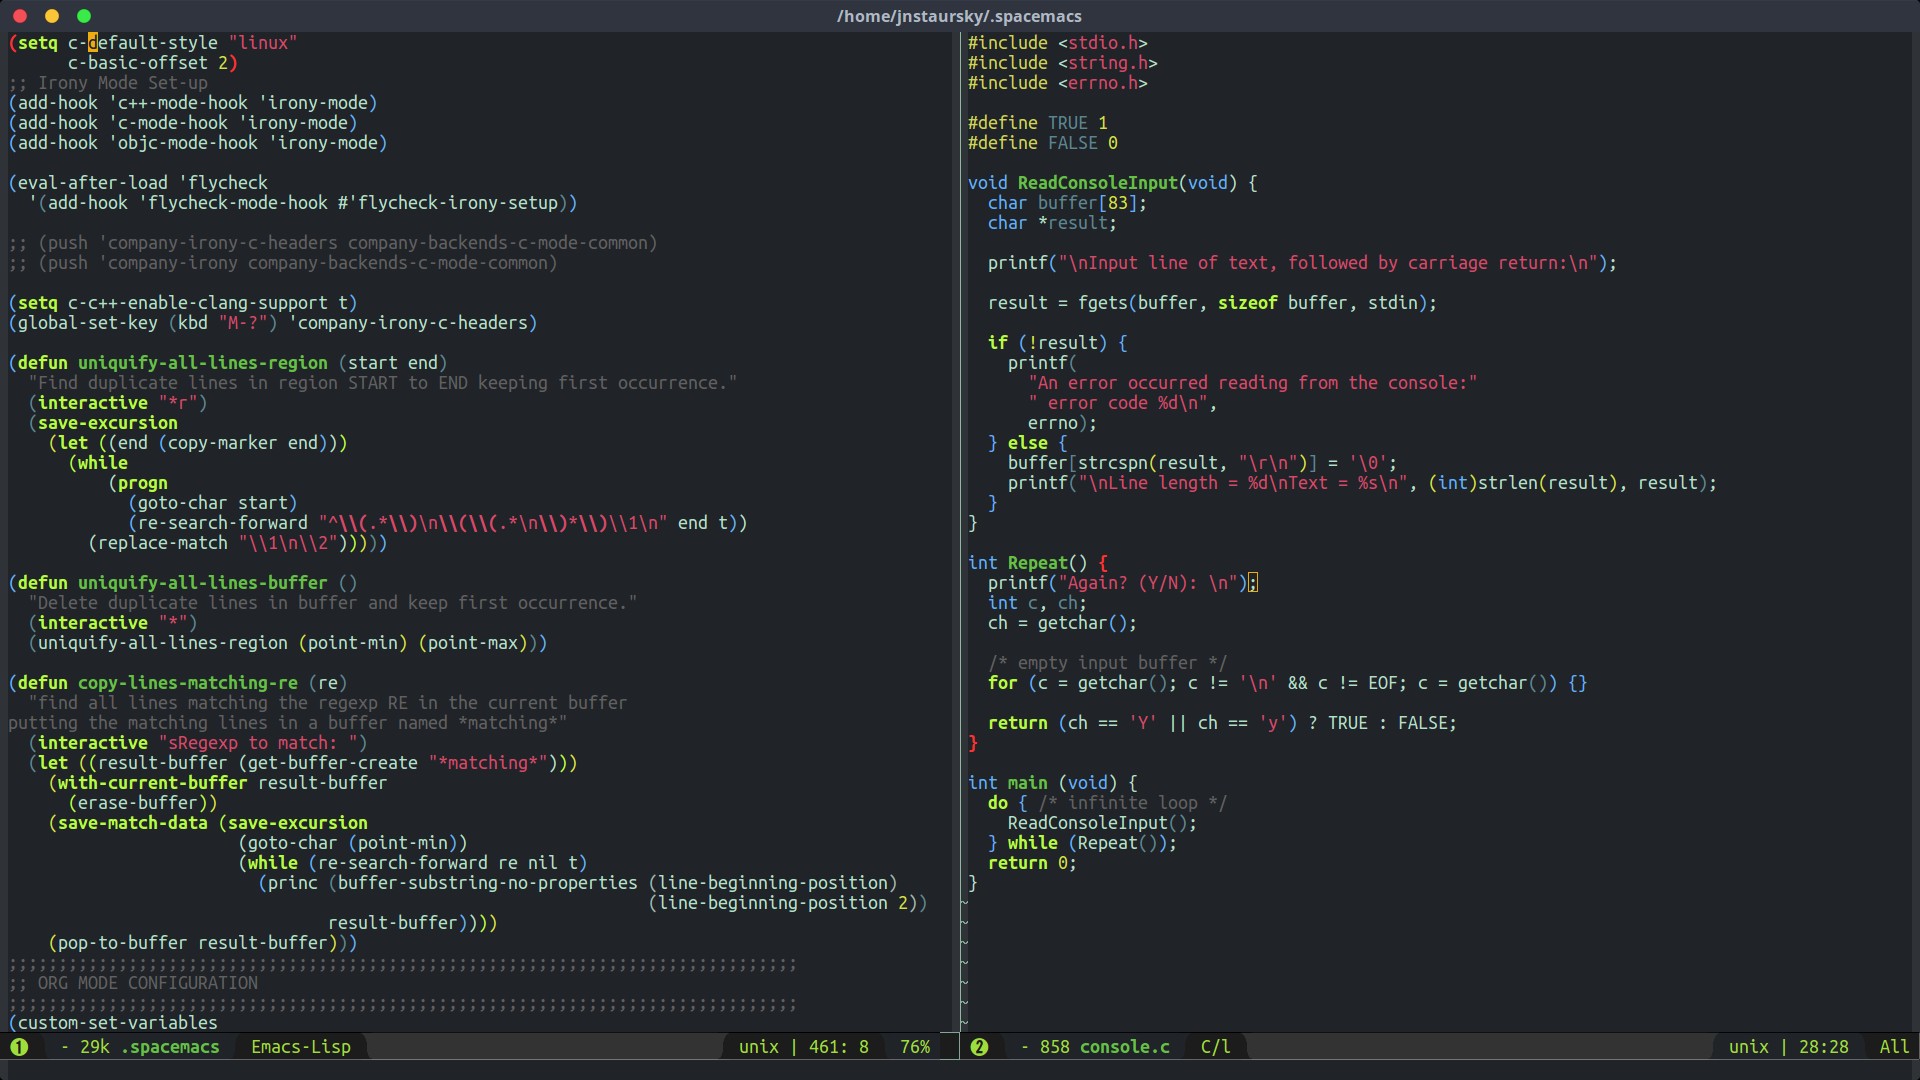 /home/jnstaursky/.spacemacs
(setq c-default-style "linux"
      c-basic-offset 2)
;; Irony Mode Set-up
(add-hook 'c++-mode-hook 'irony-mode)
(add-hook 'c-mode-hook 'irony-mode)
(add-hook 'objc-mode-hook 'irony-mode)

(eval-after-load 'flycheck
  '(add-hook 'flycheck-mode-hook #'flycheck-irony-setup))

;; (push 'company-irony-c-headers company-backends-c-mode-common)
;; (push 'company-irony company-backends-c-mode-common)

(setq c-c++-enable-clang-support t)
(global-set-key (kbd "M-?") 'company-irony-c-headers)

(defun uniquify-all-lines-region (start end)
  "Find duplicate lines in region START to END keeping first occurrence."
  (interactive "*r")
  (save-excursion
    (let ((end (copy-marker end)))
      (while
          (progn
            (goto-char start)
            (re-search-forward "^\\(.*\\)\n\\(\\(.*\n\\)*\\)\\1\n" end t))
        (replace-match "\\1\n\\2")))))

(defun uniquify-all-lines-buffer ()
  "Delete duplicate lines in buffer and keep first occurrence."
  (interactive "*")
  (uniquify-all-lines-region (point-min) (point-max)))

(defun copy-lines-matching-re (re)
  "find all lines matching the regexp RE in the current buffer
putting the matching lines in a buffer named *matching*"
  (interactive "sRegexp to match: ")
  (let ((result-buffer (get-buffer-create "*matching*")))
    (with-current-buffer result-buffer
      (erase-buffer))
    (save-match-data (save-excursion
                       (goto-char (point-min))
                       (while (re-search-forward re nil t)
                         (princ (buffer-substring-no-properties (line-beginning-position)
                                                                (line-beginning-position 2))
                                result-buffer))))
    (pop-to-buffer result-buffer)))
;;;;;;;;;;;;;;;;;;;;;;;;;;;;;;;;;;;;;;;;;;;;;;;;;;;;;;;;;;;;;;;;;;;;;;;;;;;;;;;
;; ORG MODE CONFIGURATION
;;;;;;;;;;;;;;;;;;;;;;;;;;;;;;;;;;;;;;;;;;;;;;;;;;;;;;;;;;;;;;;;;;;;;;;;;;;;;;;
(custom-set-variables
1 - 29k .spacemacs Emacs-Lisp unix | 461: 8 76%
#include <stdio.h>
#include <string.h>
#include <errno.h>

#define TRUE 1
#define FALSE 0

void ReadConsoleInput(void) {
  char buffer[83];
  char *result;

  printf("\nInput line of text, followed by carriage return:\n");

  result = fgets(buffer, sizeof buffer, stdin);

  if (!result) {
    printf(
      "An error occurred reading from the console:"
      " error code %d\n",
      errno);
  } else {
    buffer[strcspn(result, "\r\n")] = '\0';
    printf("\nLine length = %d\nText = %s\n", (int)strlen(result), result);
  }
}

int Repeat() {
  printf("Again? (Y/N): \n");
  int c, ch;
  ch = getchar();

  /* empty input buffer */
  for (c = getchar(); c != '\n' && c != EOF; c = getchar()) {}

  return (ch == 'Y' || ch == 'y') ? TRUE : FALSE;
}

int main (void) {
  do { /* infinite loop */
    ReadConsoleInput();
  } while (Repeat());
  return 0;
}
~
~
~
~
~
~
~
2 - 858 console.c C/l unix | 28:28 All